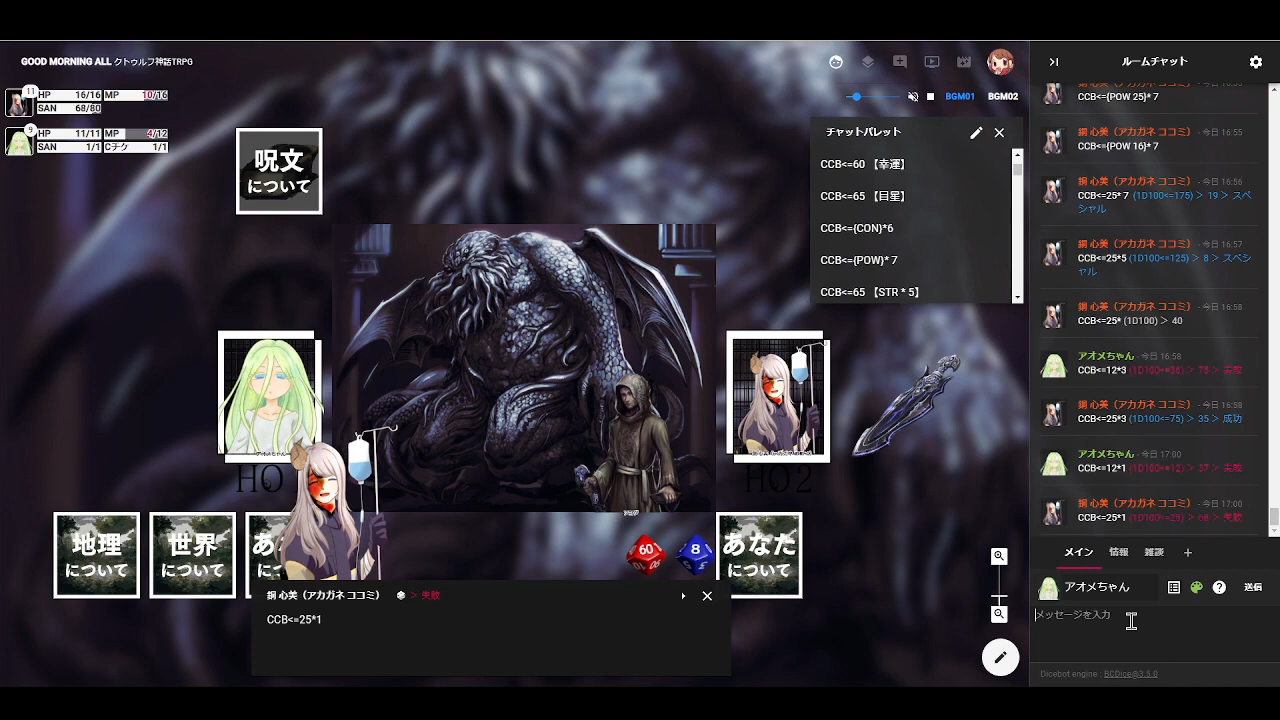 GOOD MORNING ALL クトゥルフ神話TRPG
11
HP 16/16 MP 10/16
SAN 68/80
9
HP 11/11 MP 4/12
SAN 1/1 Cチケ 1/1
呪文
について
HO
HO2
地理
について
世界
について
あ
に
あなた
について
60
8
銅 心美（アカガネ ココミ） > 失敗
CCB<=25*1
BGM01 BGM02
チャットパレット
CCB<=60 【幸運】
CCB<=65 【目星】
CCB<={CON}*6
CCB<={POW}* 7
CCB<=65 【STR * 5】
ルームチャット
CCB<={POW 25}* 7
銅 心美（アカガネ ココミ） - 今日 16:55
CCB<={POW 16}* 7
銅 心美（アカガネ ココミ） - 今日 16:56
CCB<=25* 7 (1D100<=175) > 19 > スペ
シャル
銅 心美（アカガネ ココミ） - 今日 16:57
CCB<=25*5 (1D100<=125) > 8 > スペシ
ャル
銅 心美（アカガネ ココミ） - 今日 16:58
CCB<=25* (1D100) > 40
アオメちゃん - 今日 16:58
CCB<=12*3 (1D100<=36) > 75 > 失敗
銅 心美（アカガネ ココミ） - 今日 16:58
CCB<=25*3 (1D100<=75) > 35 > 成功
アオメちゃん - 今日 17:00
CCB<=12*1 (1D100<=12) > 37 > 失敗
銅 心美（アカガネ ココミ） - 今日 17:00
CCB<=25*1 (1D100<=25) > 68 > 失敗
メイン 情報 雑談 +
アオメちゃん 送信
メッセージを入力
Dicebot engine : BCDice@3.5.0